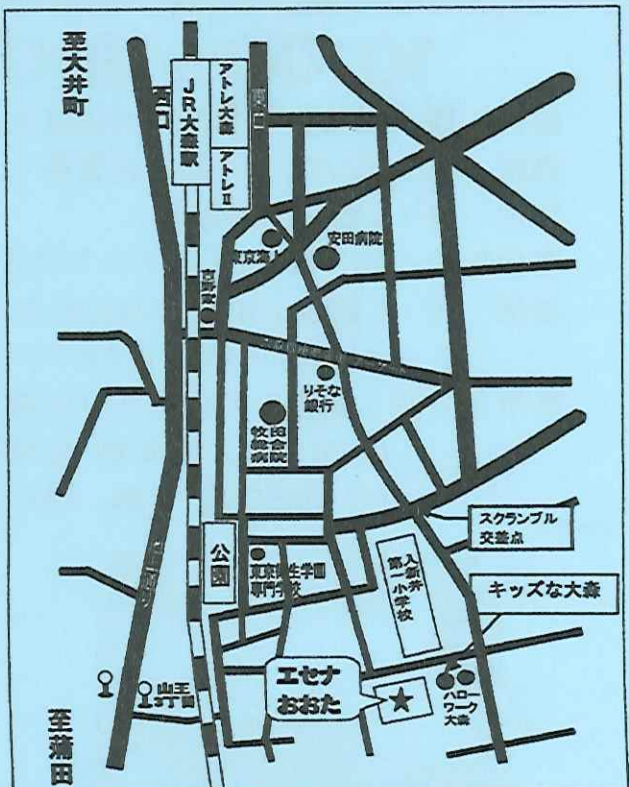 至大井町
西口
JR大森駅
アトレ大森
アトレⅡ
東口
東京海上
安田病院
吉野家
りそな
銀行
牧田
総合
病院
スクランブル
交差点
公園
専門学校
入新井
第一小学校
キッズな大森
エセナ
おおた
ハロー
ワーク
大森
山王
3丁目
至蒲田